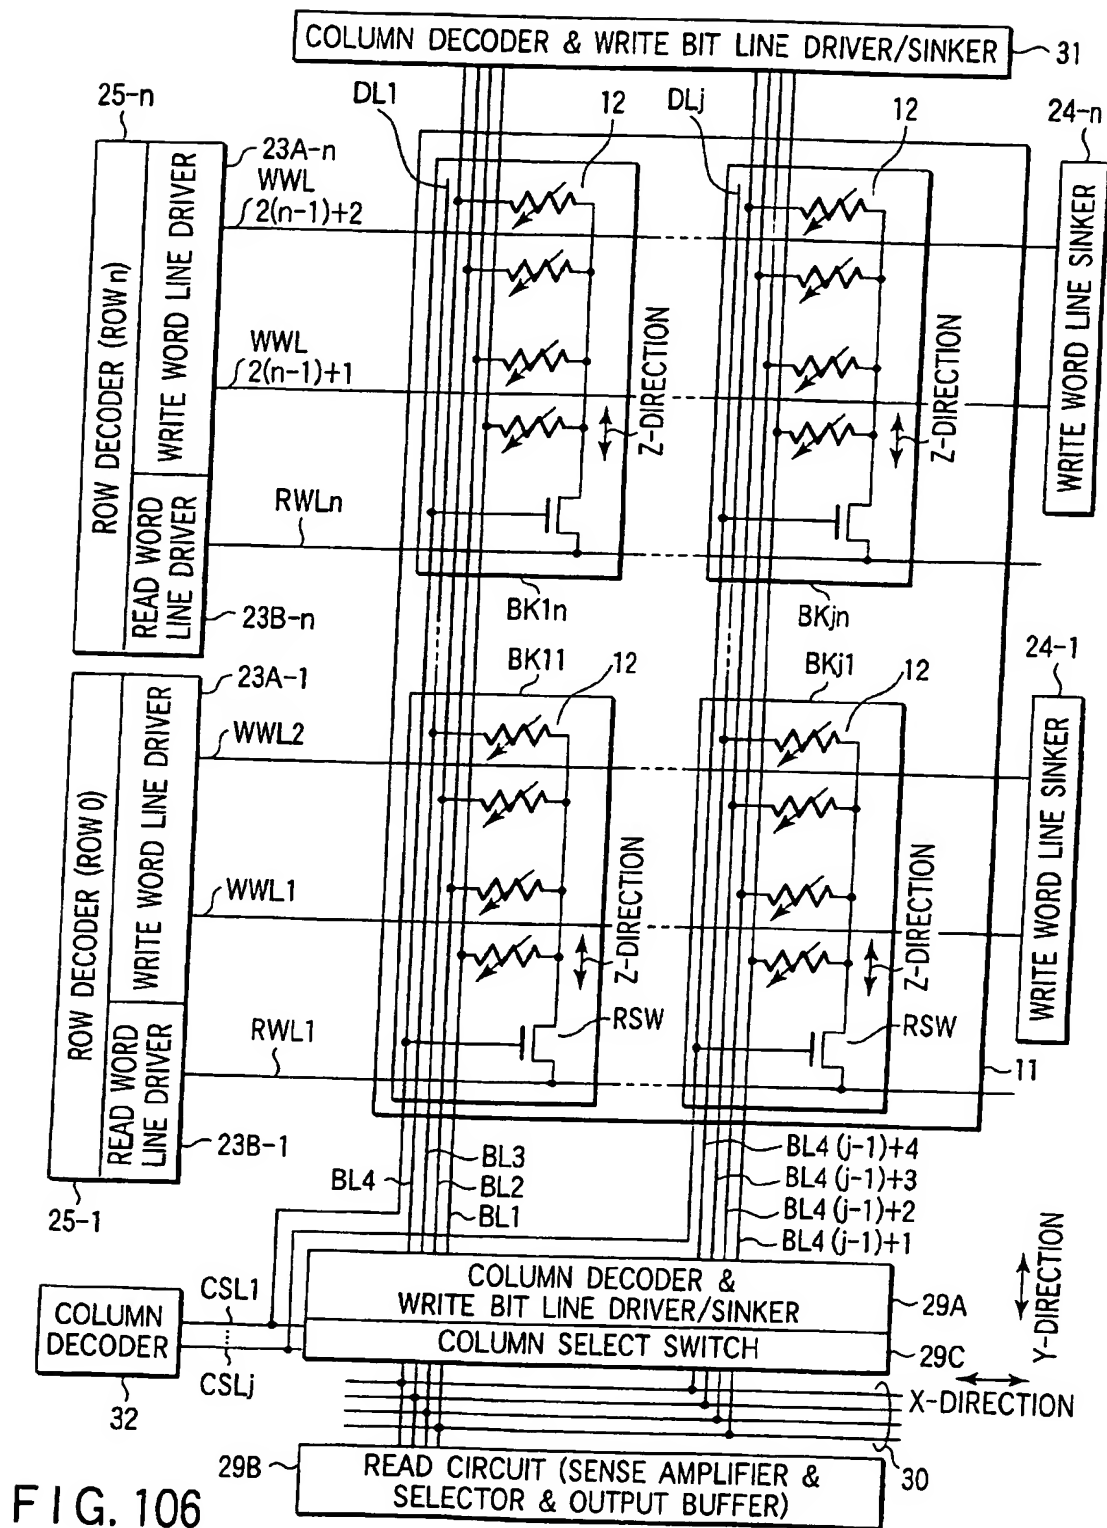 COLUMN DECODER & WRITE BIT LINE DRIVER/SINKER
31
25-n
DL1
12
DLj
12
24-n
23A-n
WWL
2(n-1)+2
ROW DECODER (ROW n)
WRITE WORD LINE DRIVER
WRITE WORD LINE SINKER
WWL
2(n-1)+1
Z-DIRECTION
Z-DIRECTION
READ WORD
LINE DRIVER
RWLn
23B-n
BK1n
BKjn
23A-1
BK11
12
BKj1
12
24-1
WWL2
ROW DECODER (ROW 0)
WRITE WORD LINE DRIVER
WRITE WORD LINE SINKER
WWL1
Z-DIRECTION
Z-DIRECTION
READ WORD
LINE DRIVER
RWL1
RSW
RSW
11
23B-1
25-1
BL4
BL3
BL2
BL1
BL4(j-1)+4
BL4(j-1)+3
BL4(j-1)+2
BL4(j-1)+1
COLUMN
DECODER
32
CSL1
CSLj
COLUMN DECODER &
WRITE BIT LINE DRIVER/SINKER
29A
COLUMN SELECT SWITCH
29C
Y-DIRECTION
X-DIRECTION
30
29B
READ CIRCUIT (SENSE AMPLIFIER &
SELECTOR & OUTPUT BUFFER)
FIG. 106